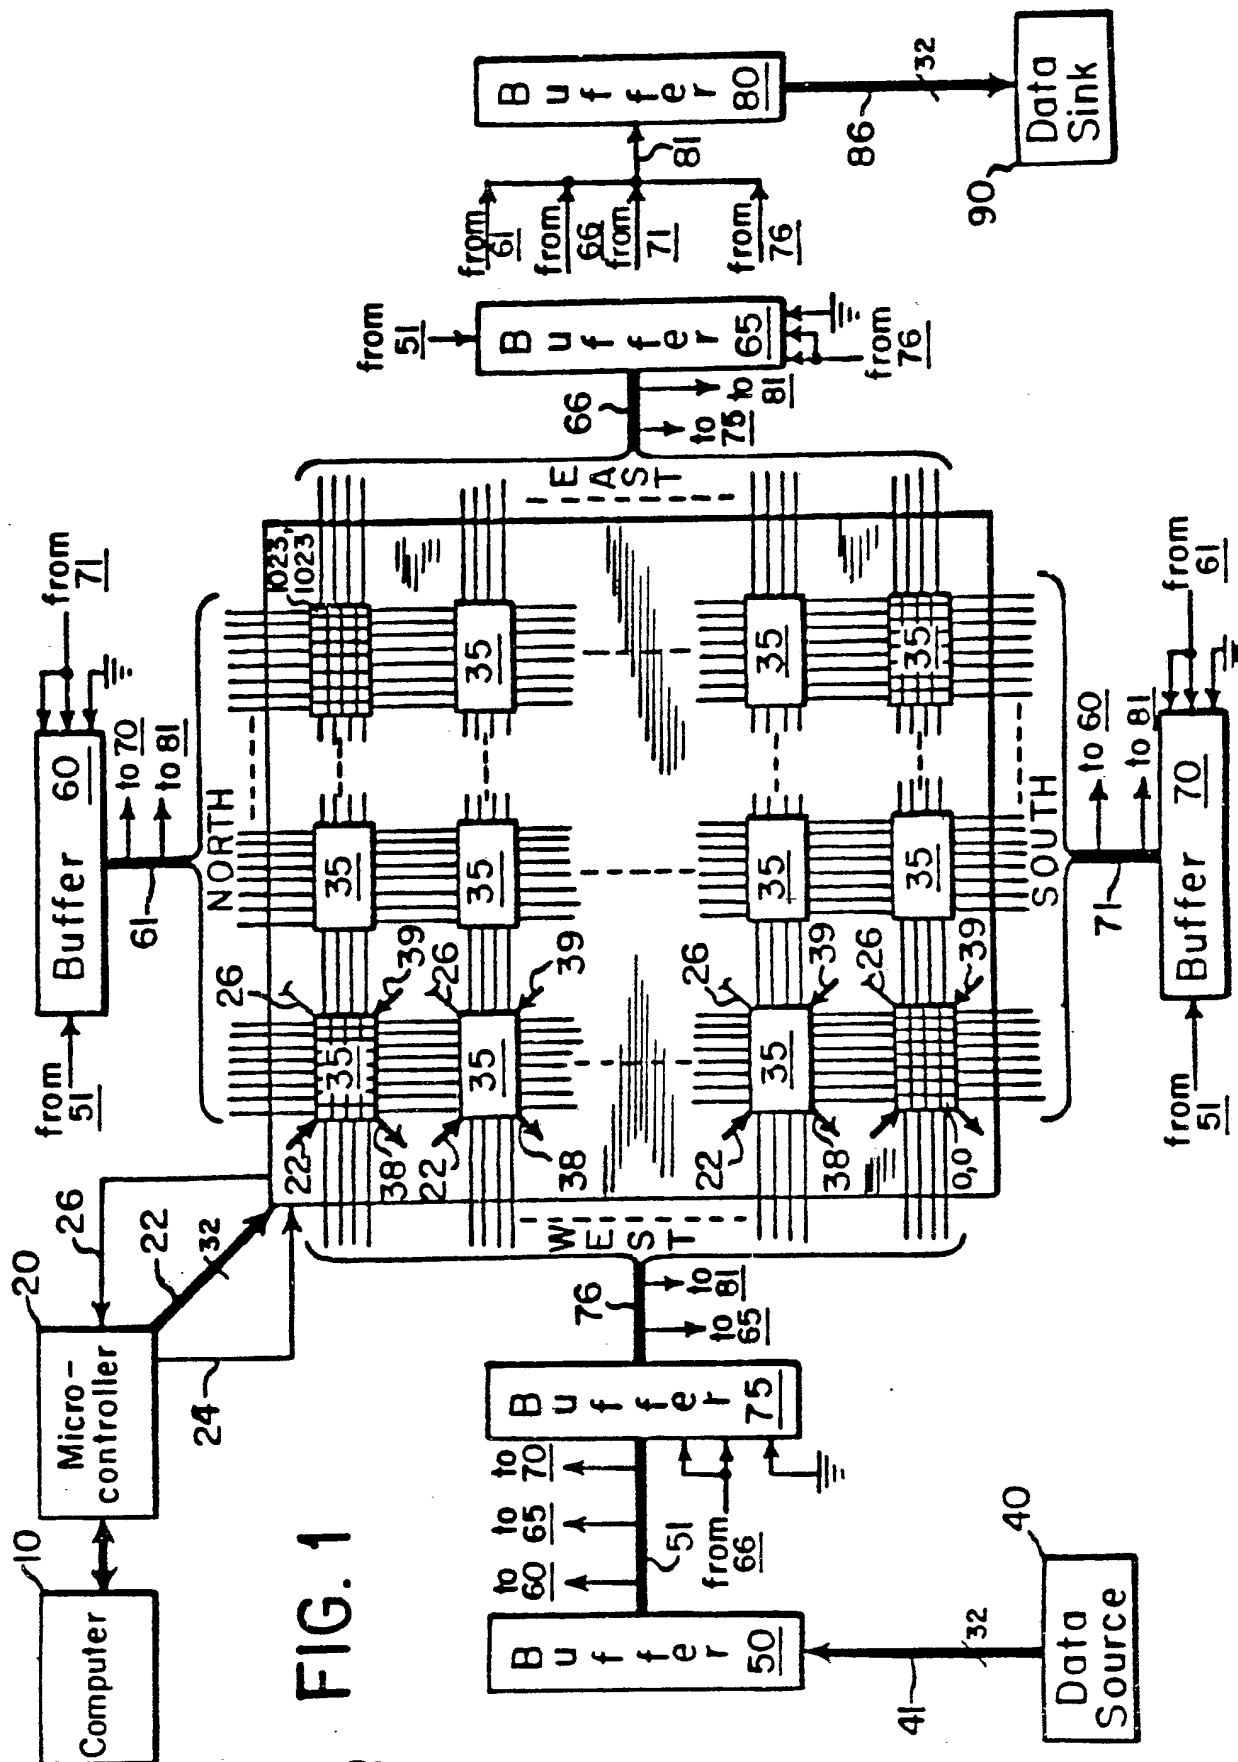 FIG. 1
10
Computer
20
Micro-
controller
26
22
32
24
from
51
Buffer 60
from
71
61
to 70
to 81
NORTH
1023,
1023
26
35
35
22
38
39
35
35
35
26
22
38
39
WEST
EAST
35
35
35
26
22
38
39
35
35
26
39
0,0
SOUTH
71
to 60
to 81
from
51
Buffer 70
from
61
40
Data
Source
41
32
Buffer 50
51
to
60
to
65
to
70
from
66
Buffer 75
76
to
65
to
81
66
to
75
to
81
from
51
Buffer 65
from
76
from
61
from
66
from
71
from
76
81
Buffer 80
86
32
90
Data
Sink